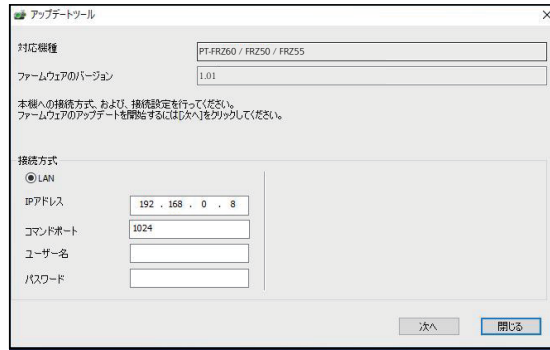 アップデートツール
対応機種
PT-FRZ60 / FRZ50 / FRZ55
ファームウェアのバージョン
1.01
本機への接続方式、および、接続設定を行ってください。
ファームウェアのアップデートを開始するには[次へ]をクリックしてください。
接続方式
LAN
IPアドレス
192 . 168 . 0 . 8
コマンドポート
1024
ユーザー名
パスワード
次へ
閉じる